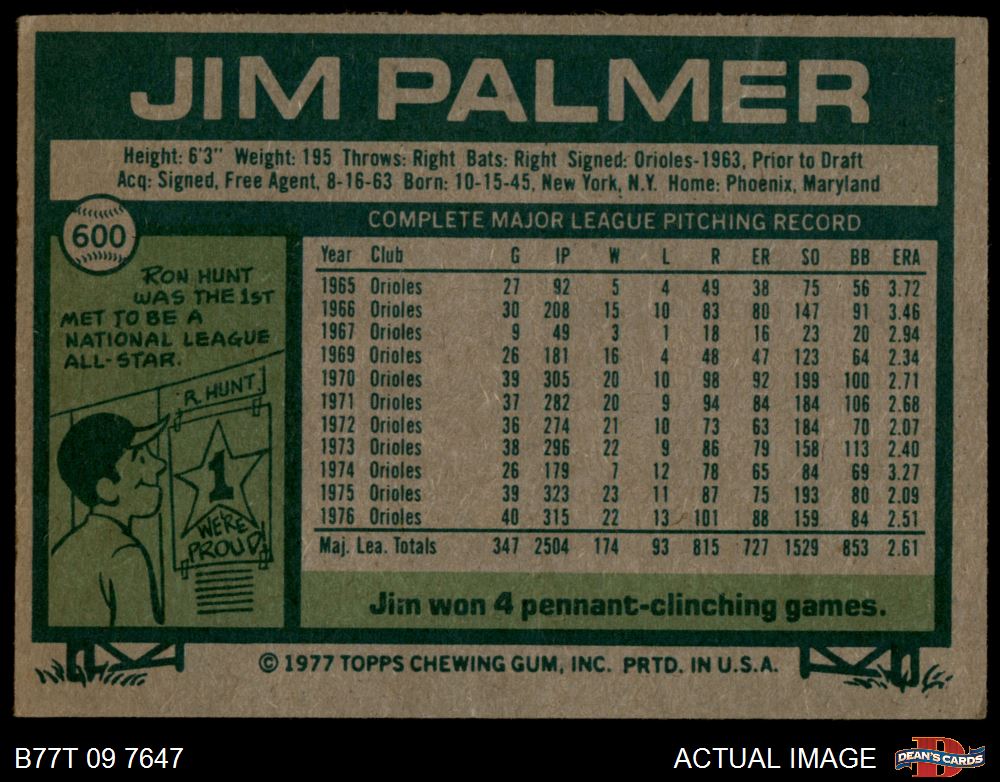 JIM PALMER
Height: 6'3" Weight: 195 Throws: Right Bats: Right Signed: Orioles-1963, Prior to Draft
Acq: Signed, Free Agent, 8-16-63 Born: 10-15-45, New York, N.Y. Home: Phoenix, Maryland
600
COMPLETE MAJOR LEAGUE PITCHING RECORD
RON HUNT
WAS THE 1ST
MET TO BE A
NATIONAL LEAGUE
ALL-STAR.
R. HUNT
1
WE'RE
PROUD!
Year Club G IP W L R ER SO BB ERA
1965 Orioles 27 92 5 4 49 38 75 56 3.72
1966 Orioles 30 208 15 10 83 80 147 91 3.46
1967 Orioles 9 49 3 1 18 16 23 20 2.94
1969 Orioles 26 181 16 4 48 47 123 64 2.34
1970 Orioles 39 305 20 10 98 92 199 100 2.71
1971 Orioles 37 282 20 9 94 84 184 106 2.68
1972 Orioles 36 274 21 10 73 63 184 70 2.07
1973 Orioles 38 296 22 9 86 79 158 113 2.40
1974 Orioles 26 179 7 12 78 65 84 69 3.27
1975 Orioles 39 323 23 11 87 75 193 80 2.09
1976 Orioles 40 315 22 13 101 88 159 84 2.51
Maj. Lea. Totals 347 2504 174 93 815 727 1529 853 2.61
Jim won 4 pennant-clinching games.
© 1977 TOPPS CHEWING GUM, INC. PRTD. IN U.S.A.
B77T 09 7647
ACTUAL IMAGE
D
DEAN'S CARDS